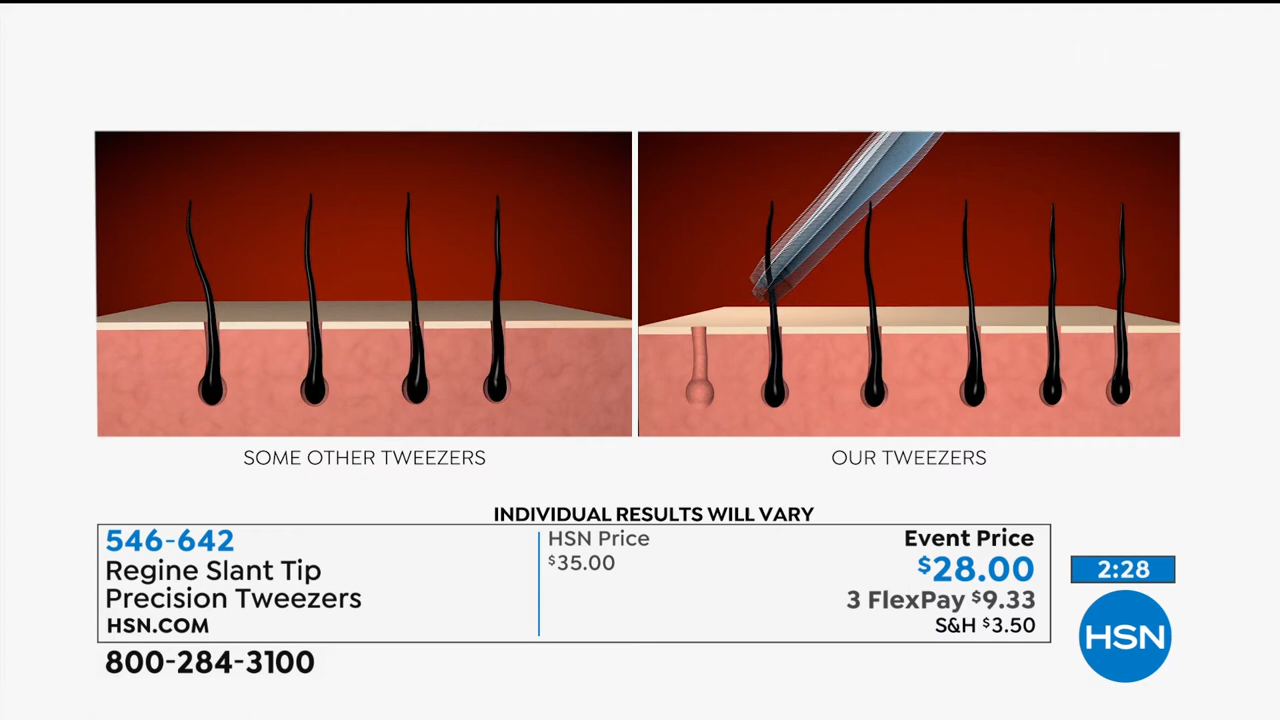 SOME OTHER TWEEZERS
OUR TWEEZERS
INDIVIDUAL RESULTS WILL VARY
546-642
Regine Slant Tip
Precision Tweezers
HSN.COM
HSN Price
$35.00
Event Price
$28.00
3 FlexPay $9.33
S&H $3.50
2:28
HSN
800-284-3100